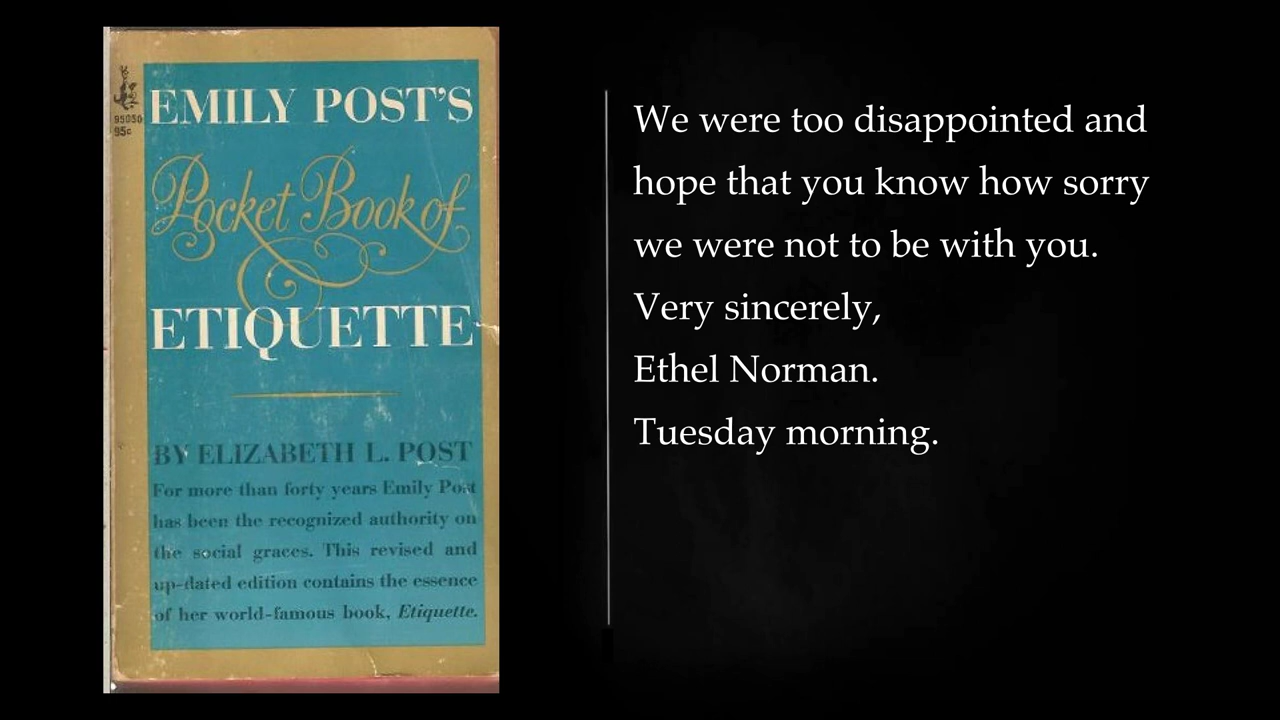 95050
95c
EMILY POST'S
Pocket Book of
ETIQUETTE
BY ELIZABETH L. POST
For more than forty years Emily Post
has been the recognized authority on
the social graces. This revised and
up-dated edition contains the essence
of her world-famous book, Etiquette.
We were too disappointed and
hope that you know how sorry
we were not to be with you.
Very sincerely,
Ethel Norman.
Tuesday morning.